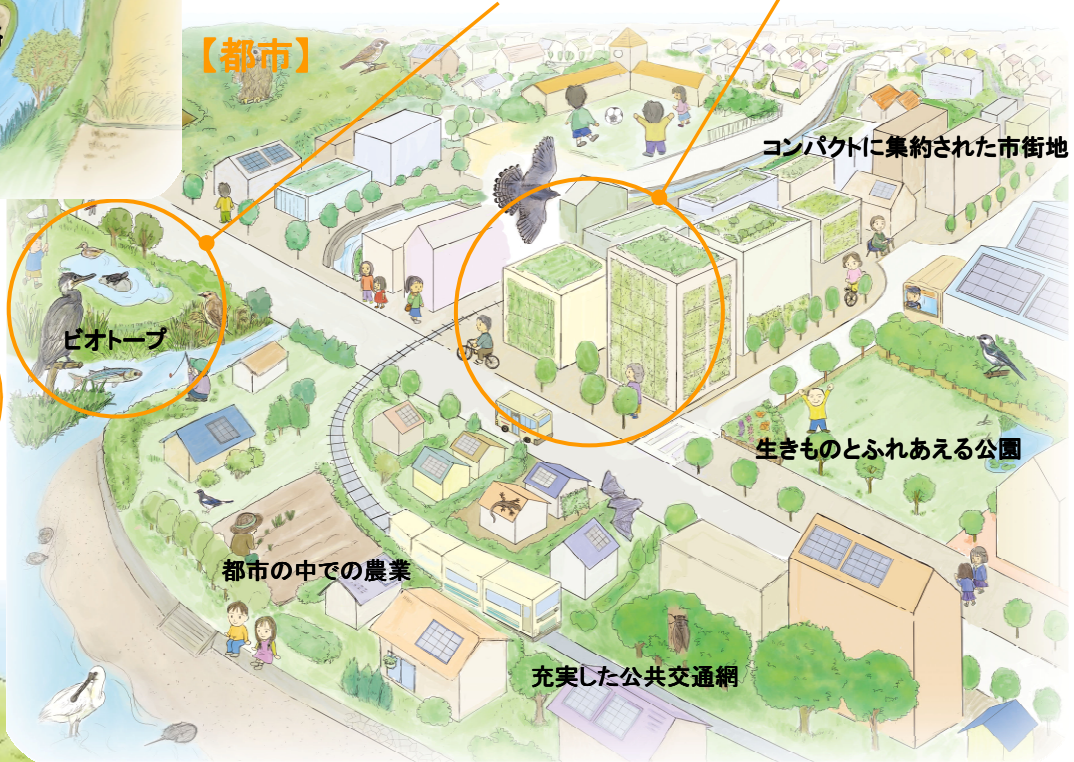 【都市】
コンパクトに集約された市街地
ビオトープ
生きものとふれあえる公園
都市の中での農業
充実した公共交通網